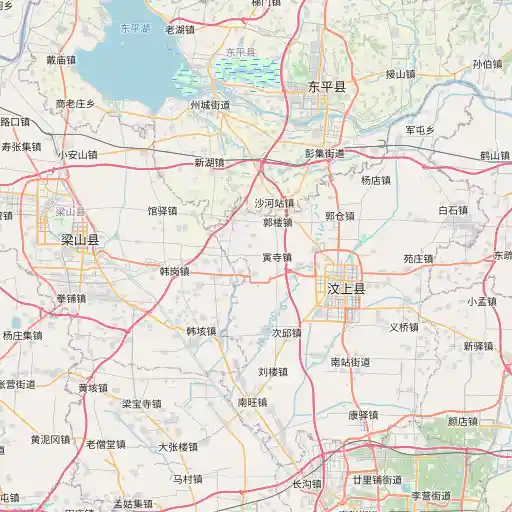 梯门镇
老湖镇
东平湖
东平县
戴庙镇
孙伯镇
接山镇
东平县
商老庄乡
州城街道
路口镇
军屯乡
寿张集镇
小安山镇
新湖镇
彭集街道
鹤山镇
杨店镇
沙河站镇
梁山县
馆驿镇
郭仓镇
白石镇
郭楼镇
梁山县
寅寺镇
苑庄镇
东疏
韩岗镇
汶上县
拳铺镇
小孟镇
杨庄集镇
韩垓镇
次邱镇
义桥镇
新驿镇
南站街道
刘楼镇
张营街道
黄垓镇
梁宝寺镇
南旺镇
康驿镇
颜店镇
黄泥冈镇
老僧堂镇
大张楼镇
马村镇
长沟镇
廿里铺街道
屯镇
孟姑集镇
李营街道